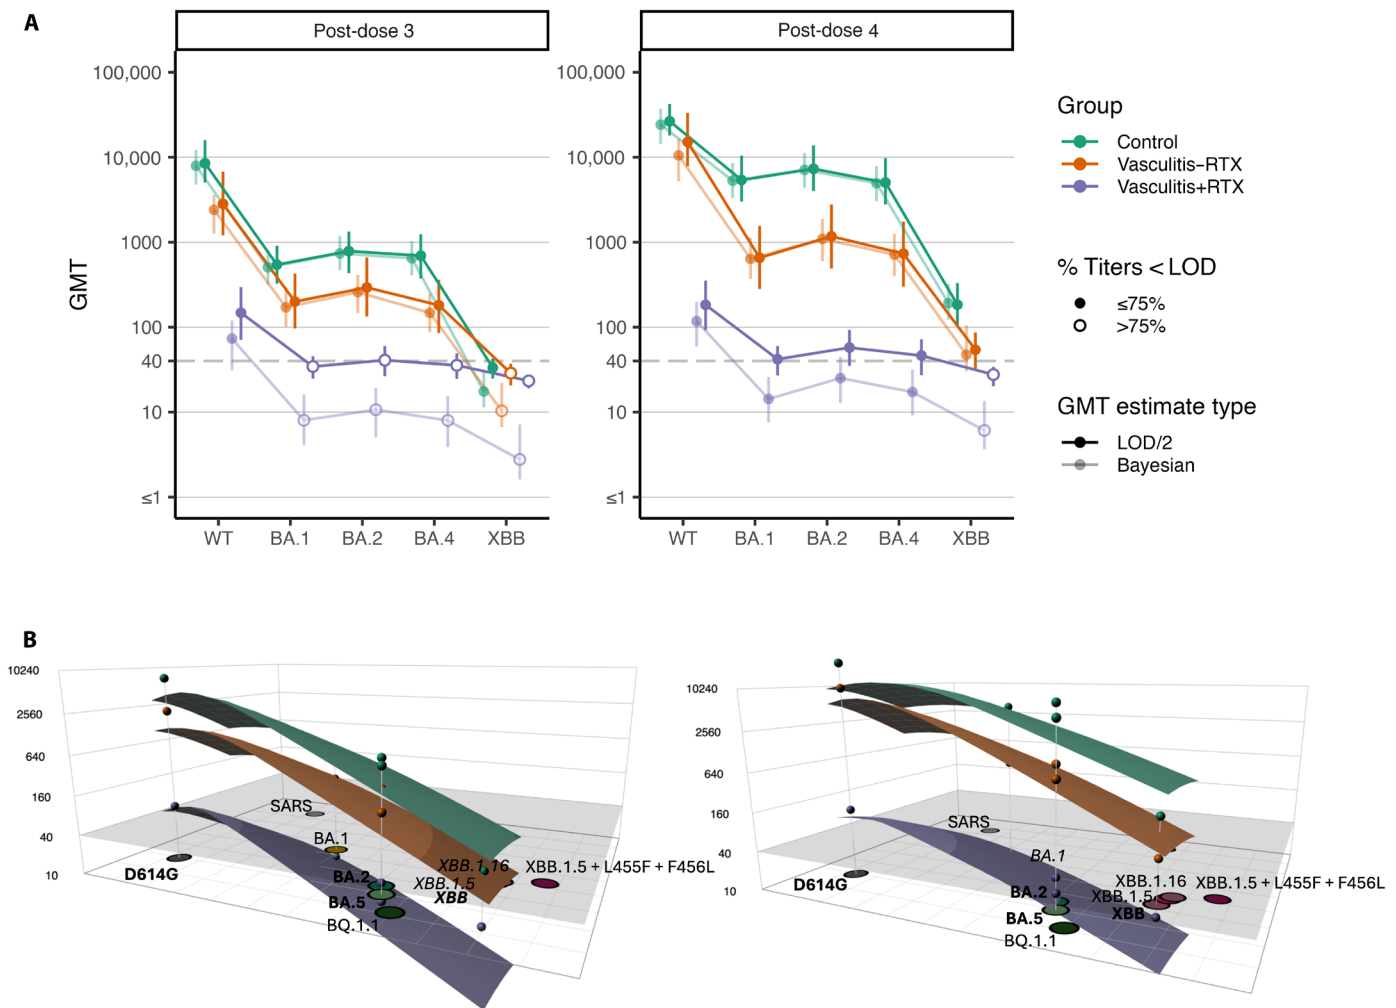 A
Post-dose 3
Post-dose 4
100,000
10,000
1000
100
40
10
≤1
GMT
WT BA.1 BA.2 BA.4 XBB
100,000
10,000
1000
100
40
10
≤1
WT BA.1 BA.2 BA.4 XBB
Group
Control
Vasculitis−RTX
Vasculitis+RTX
% Titers < LOD
≤75%
>75%
GMT estimate type
LOD/2
Bayesian
B
10240
2560
640
160
40
10
SARS
BA.1
D614G
BA.2
BA.5
BQ.1.1
XBB.1.16
XBB.1.5
XBB
XBB.1.5 + L455F + F456L
10240
2560
640
160
40
10
SARS
BA.1
D614G
BA.2
BA.5
BQ.1.1
XBB.1.16
XBB.1.5
XBB
XBB.1.5 + L455F + F456L